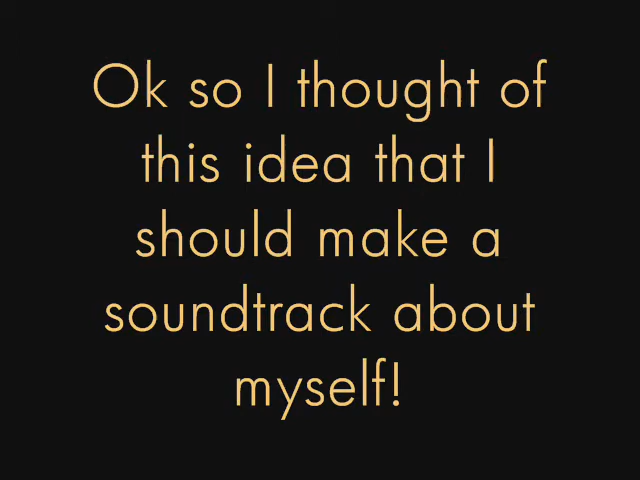 Ok so I thought of
this idea that I
should make a
soundtrack about
myself!